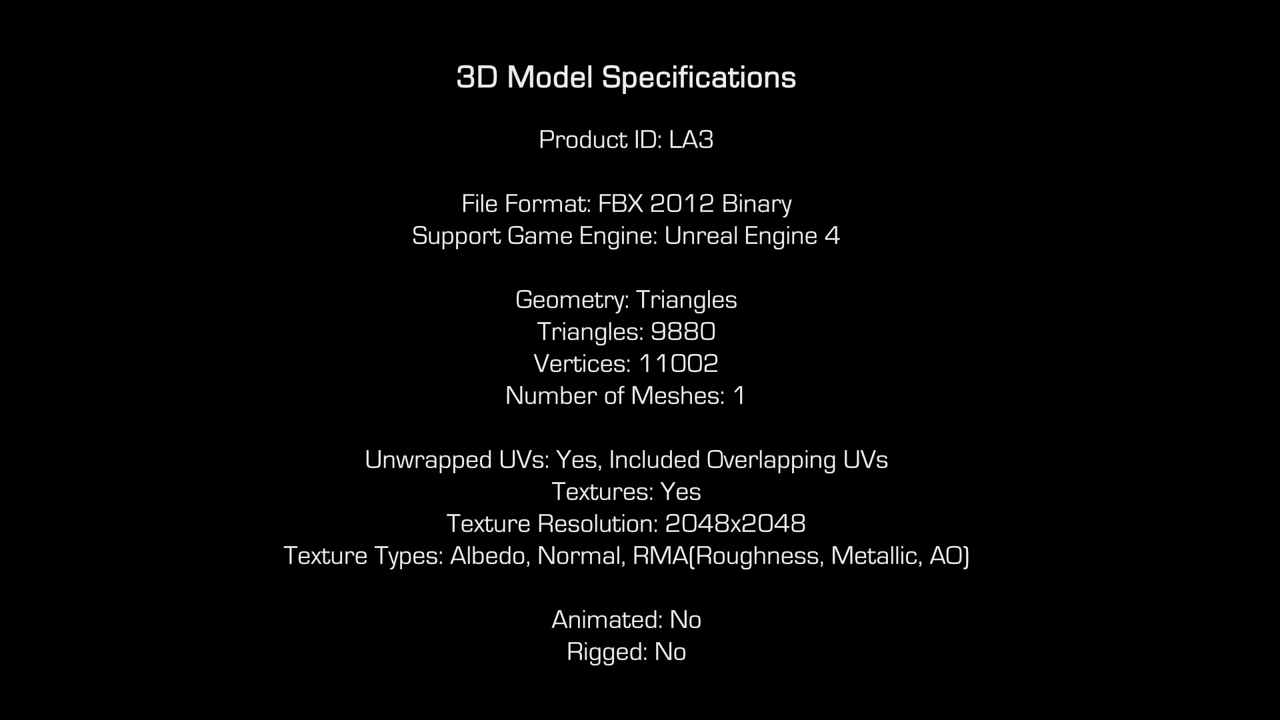 3D Model Specifications
Product ID: LA3
File Format: FBX 2012 Binary
Support Game Engine: Unreal Engine 4
Geometry: Triangles
Triangles: 9880
Vertices: 11002
Number of Meshes: 1
Unwrapped UVs: Yes, Included Overlapping UVs
Textures: Yes
Texture Resolution: 2048x2048
Texture Types: Albedo, Normal, RMA(Roughness, Metallic, AO)
Animated: No
Rigged: No